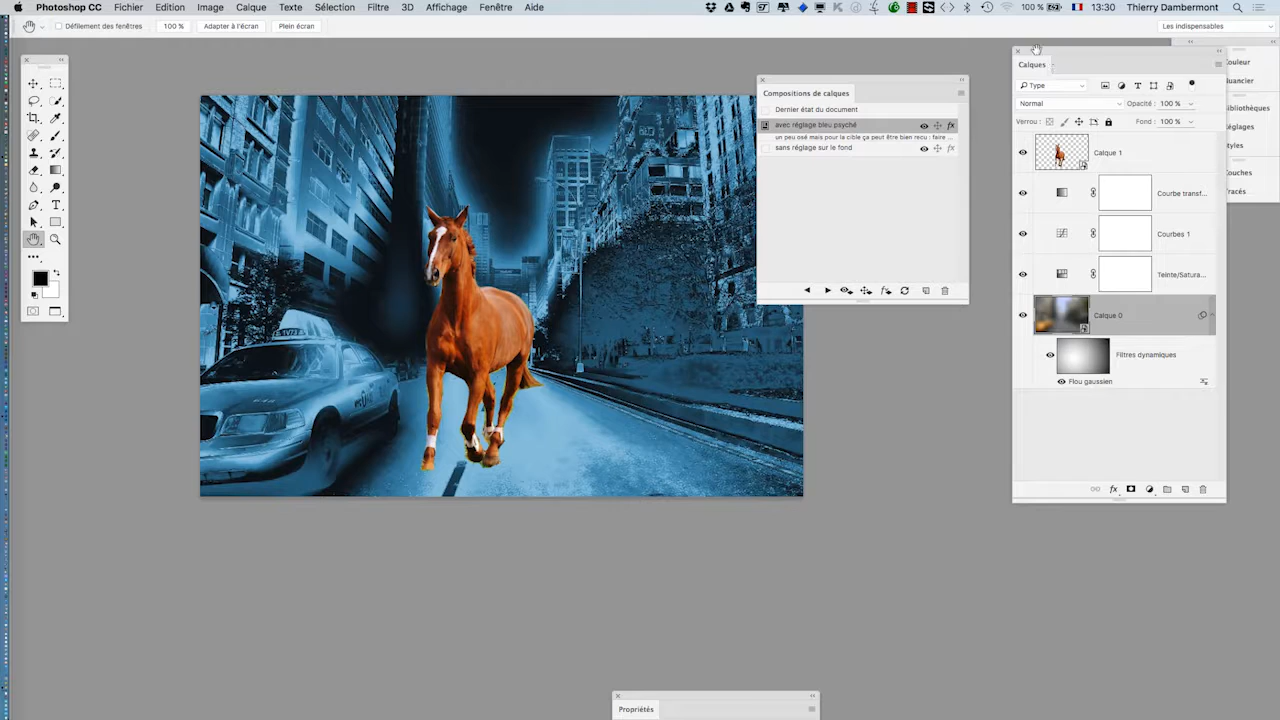 Photoshop CC Fichier Edition Image Calque Texte Sélection Filtre 3D Affichage Fenêtre Aide 100 % 13:30 Thierry Dambermont
Défilement des fenêtres 100 % Adapter à l'écran Plein écran Les indispensables
Calques
Type
Normal Opacité : 100 %
Verrou : Fond : 100 %
Calque 1
Courbe transf...
Courbes 1
Teinte/Satura...
Calque 0
Filtres dynamiques
Flou gaussien
Compositions de calques
Dernier état du document
avec réglage bleu psyché
un peu osé mais pour la cible ça peut être bien recu : faire ...
sans réglage sur le fond
Couleur
Nuancier
Bibliothèques
Réglages
Styles
Couches
Tracés
Propriétés